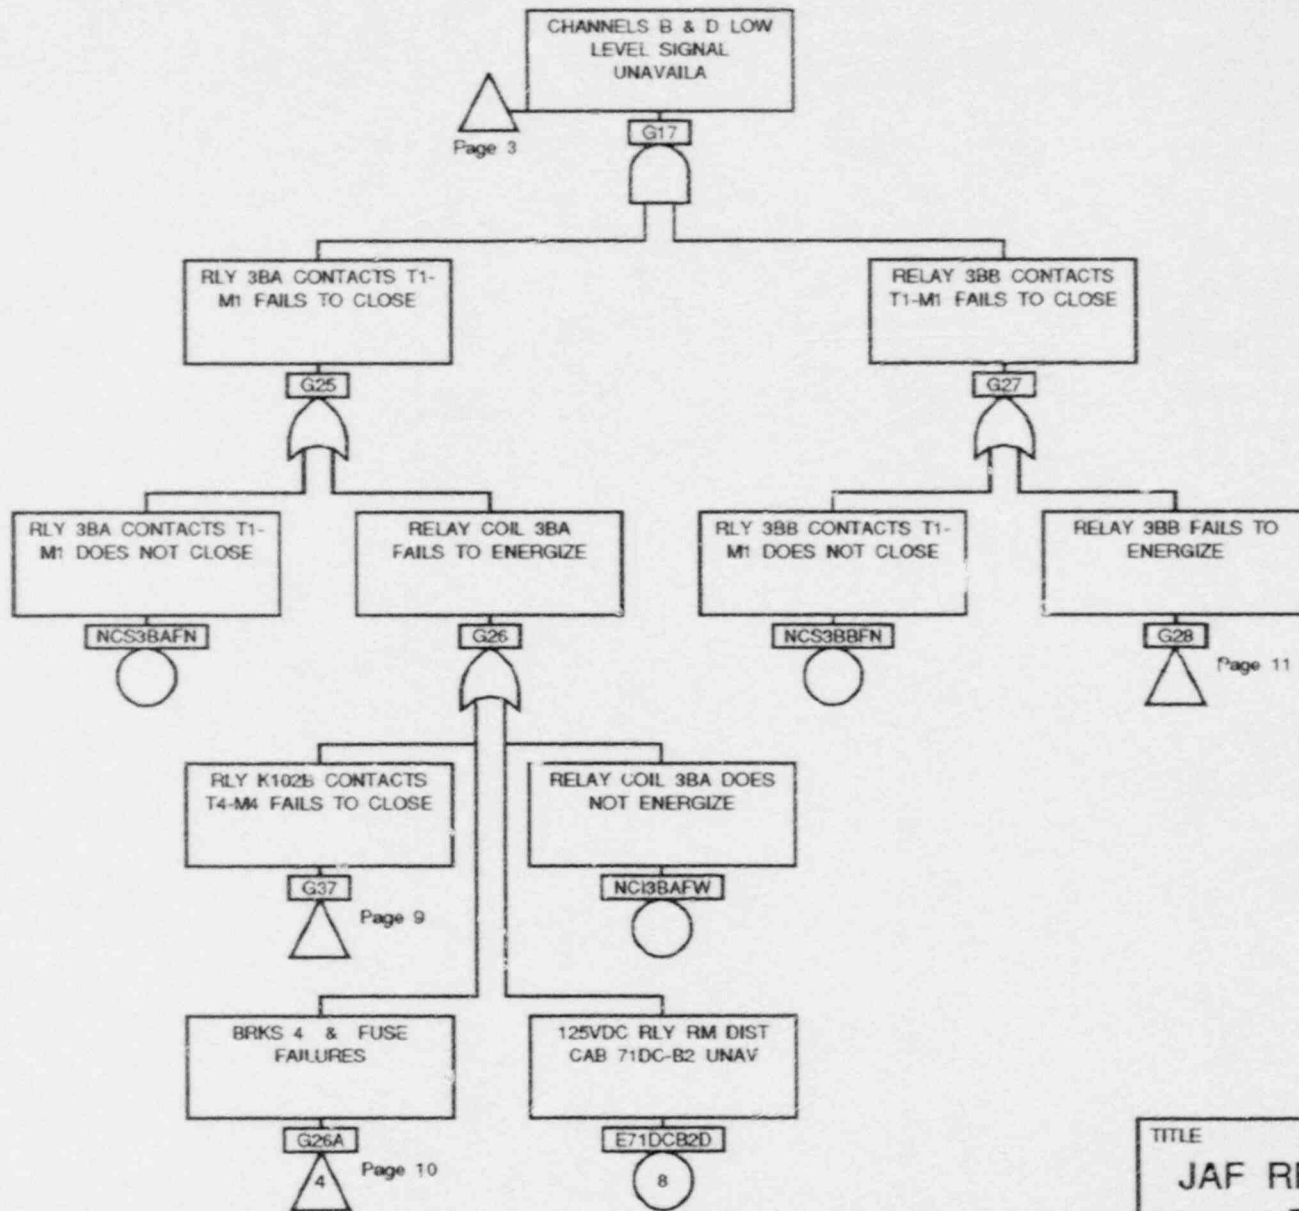 CHANNELS B & D LOW
LEVEL SIGNAL
UNAVAILA
Page 3
G17
RLY 3BA CONTACTS T1-
M1 FAILS TO CLOSE
G25
RELAY 3BB CONTACTS
T1-M1 FAILS TO CLOSE
G27
RLY 3BA CONTACTS T1-
M1 DOES NOT CLOSE
NCS3BAFN
RELAY COIL 3BA
FAILS TO ENERGIZE
G26
RLY 3BB CONTACTS T1-
M1 DOES NOT CLOSE
NCS3BBFN
RELAY 3BB FAILS TO
ENERGIZE
G28
Page 11
RLY K102B CONTACTS
T4-M4 FAILS TO CLOSE
G37
Page 9
RELAY COIL 3BA DOES
NOT ENERGIZE
NCI3BAFW
BRKS 4 & FUSE
FAILURES
G26A
4
Page 10
125VDC RLY RM DIST
CAB 71DC-B2 UNAV
E71DCB2D
8
TITLE
JAF